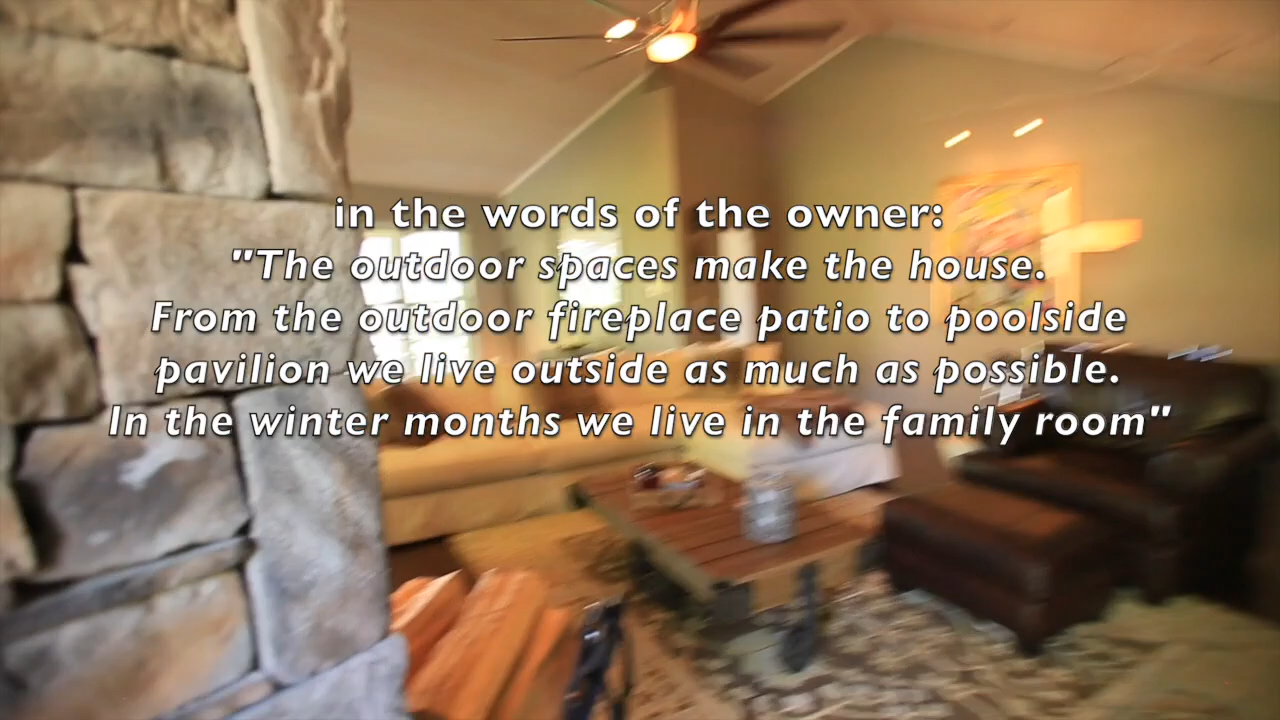 in the words of the owner:
"The outdoor spaces make the house.
From the outdoor fireplace patio to poolside
pavilion we live outside as much as possible.
In the winter months we live in the family room"